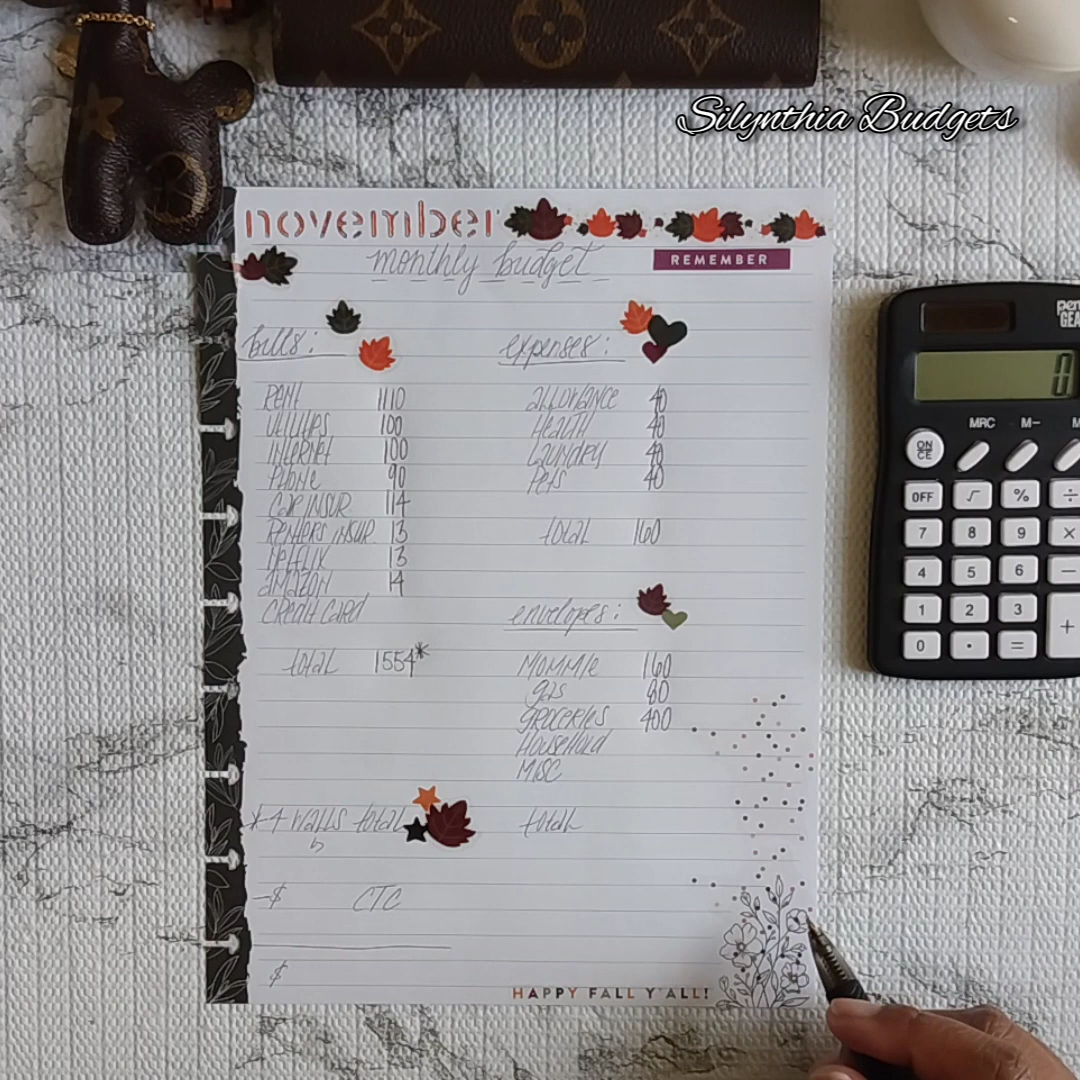 Silynthia Budgets
november
monthly budget
REMEMBER
bills:
RENT 1110
UTILITIES 100
INTERNET 100
PHONE 90
CAR INSUR 114
RENTERS INSUR 13
NETFLIX 13
AMAZON 14
CREDIT CARD
total 1554*
expenses:
ALLOWANCE 40
HEALTH 40
LAUNDRY 40
PETS 40
total 160
envelopes:
MOMMIE 160
gas 80
GROCERIES 400
HOUSEHOLD
MISC
total
*4 walls total
-$ CTC
$
HAPPY FALL Y'ALL!
0
MRC M-
ON/CE
OFF √ % ÷
7 8 9 ×
4 5 6 −
1 2 3 +
0 . =